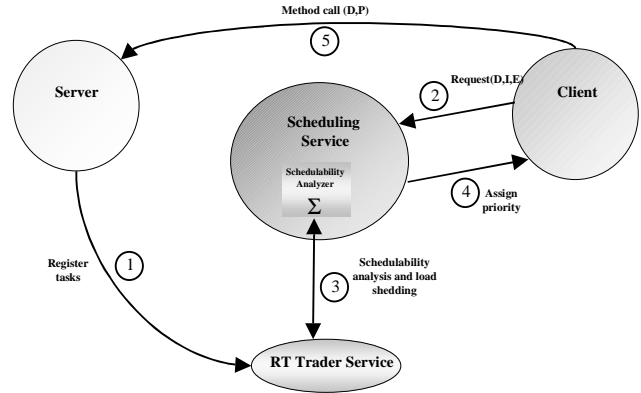 Method call (D,P)
5
Server
Request(D,I,E)
2
Client
Scheduling
Service
Schedulability
Analyzer
Σ
4
Assign
priority
Register
tasks
1
3
Schedulability
analysis and load
shedding
RT Trader Service